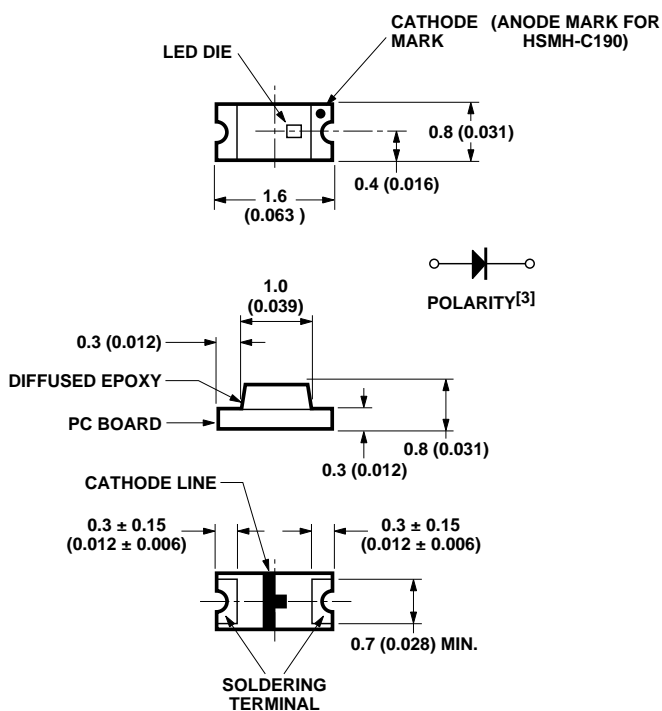 CATHODE MARK
(ANODE MARK FOR HSMH-C190)
LED DIE
0.8 (0.031)
0.4 (0.016)
1.6
(0.063 )
POLARITY[3]
1.0
(0.039)
0.3 (0.012)
DIFFUSED EPOXY
PC BOARD
0.8 (0.031)
0.3 (0.012)
CATHODE LINE
0.3 ± 0.15
(0.012 ± 0.006)
0.3 ± 0.15
(0.012 ± 0.006)
0.7 (0.028) MIN.
SOLDERING
TERMINAL